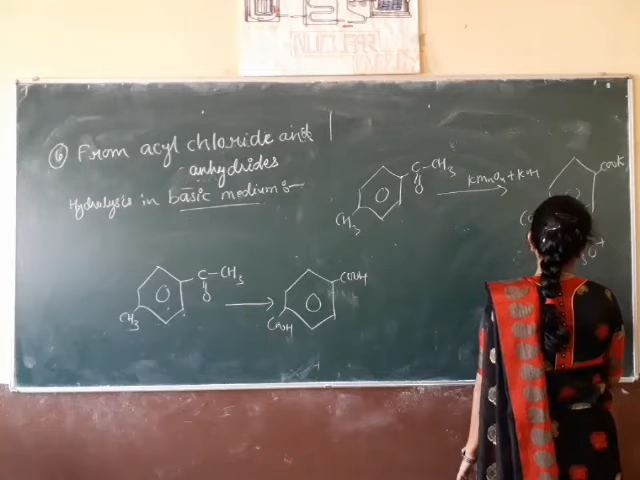 NUCLEAR
⑥ From acyl chloride and
anhydrides
Hydrolysis in basic medium :-
C-CH3
O
CH3
KMnO4 + KOH
COOK
C-CH3
O
CH3
COOH
COOH